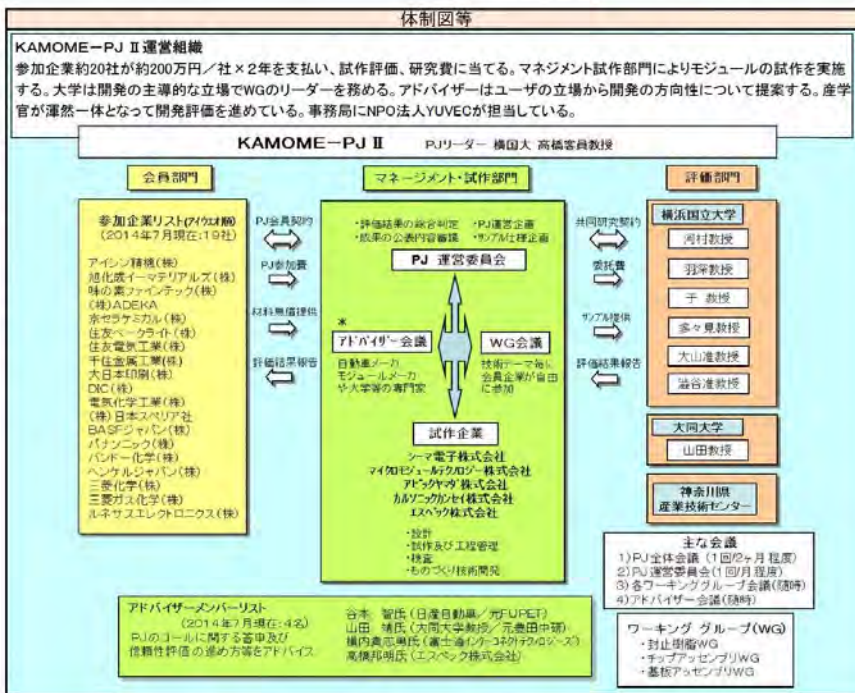 体制図等
KAMOME－PJ Ⅱ運営組織
参加企業約20社が約200万円／社×2年を支払い、試作評価、研究費に当てる。マネジメント試作部門によりモジュールの試作を実施
する。大学は開発の主導的な立場でWGのリーダーを務める。アドバイザーはユーザの立場から開発の方向性について提案する。産学
官が渾然一体となって開発評価を進めている。事務局にNPO法人YUVECが担当している。
KAMOME－PJ Ⅱ PJリーダー 横国大 高橋客員教授
会員部門
参加企業リスト(アイウエオ順)
(2014年7月現在:19社)
アイシン精機(株)
旭化成イーマテリアルズ(株)
味の素ファインテック(株)
(株)ADEKA
京セラケミカル(株)
住友ベークライト(株)
住友電気工業(株)
千住金属工業(株)
大日本印刷(株)
DIC(株)
電気化学工業(株)
(株)日本スペリア社
BASFジャパン(株)
パナソニック(株)
バンドー化学(株)
ヘンケルジャパン(株)
三菱化学(株)
三菱ガス化学(株)
ルネサスエレクトロニクス(株)
PJ会員契約
PJ参加費
材料無償提供
評価結果報告
マネージメント・試作部門
・評価結果の総合判定 ・PJ運営企画
・成果の公表内容審議 ・サンプル仕様企画
PJ 運営委員会
*
アドバイザー会議
自動車メーカ
モジュールメーカ
や大学等の専門家
WG会議
技術テーマ毎に
会員企業が自由
に参加
試作企業
シーマ電子株式会社
マイクロモジュールテクノロジー株式会社
アピックヤマダ株式会社
カルソニックカンセイ株式会社
エスペック株式会社
・設計
・試作及び工程管理
・検査
・ものづくり技術開発
共同研究契約
委託費
サンプル提供
評価結果報告
評価部門
横浜国立大学
河村教授
羽深教授
于 教授
多々見教授
大山准教授
澁谷准教授
大同大学
山田教授
神奈川県
産業技術センター
主な会議
1)PJ全体会議 (1回/2ヶ月程度)
2)PJ運営委員会(1回/月程度)
3)各ワーキンググループ会議(随時)
4)アドバイザー会議(随時)
ワーキング グループ(WG)
・封止樹脂WG
・チップアッセンブリWG
・基板アッセンブリWG
アドバイザーメンバーリスト
(2014年7月現在:4名)
PJのゴールに関する答申及び
信頼性評価の進め方等をアドバイス
谷本 智氏(日産自動車／元FUPET)
山田 靖氏(大同大学教授／元豊田中研)
横内貴志男氏(富士通インターコネクトテクノロジーズ)
高橋邦明氏(エスペック株式会社)